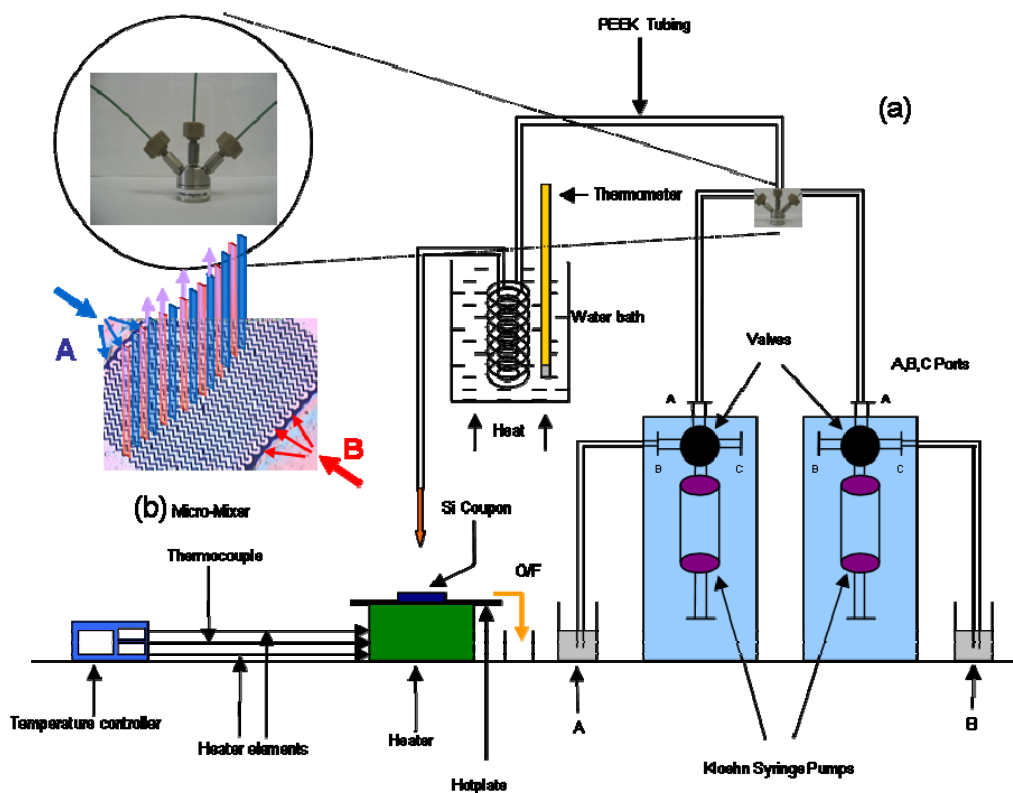 PEEK Tubing
(a)
Thermometer
Water bath
Valves
A,B,C Ports
A
A
A
Heat
B
C
B
C
B
(b) Micro-Mixer
Si Coupon
Thermocouple
O/F
Temperature controller
Heater elements
Heater
Hotplate
A
B
Kloehn Syringe Pumps